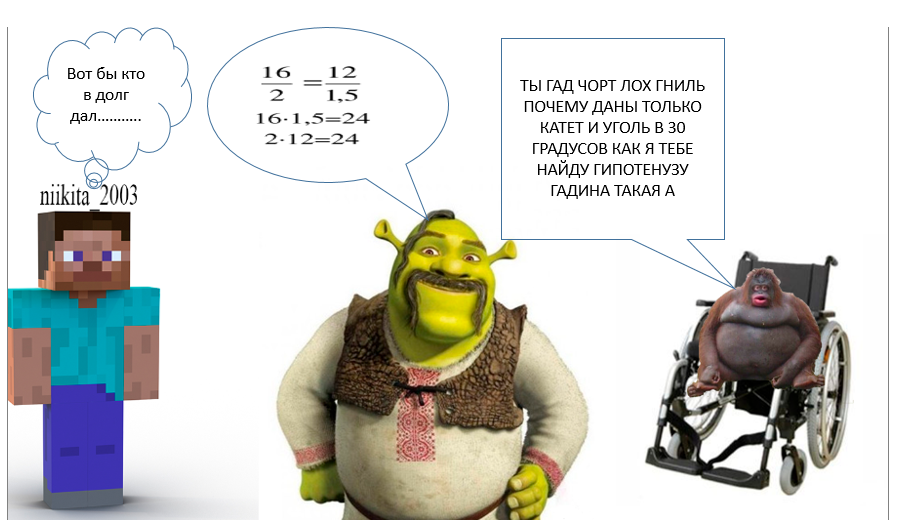 Вот бы кто
в долг
дал...........
niikita_2003
16/2 = 12/1,5
16·1,5=24
2·12=24
ТЫ ГАД ЧОРТ ЛОХ ГНИЛЬ
ПОЧЕМУ ДАНЫ ТОЛЬКО
КАТЕТ И УГОЛЬ В 30
ГРАДУСОВ КАК Я ТЕБЕ
НАЙДУ ГИПОТЕНУЗУ
ГАДИНА ТАКАЯ А